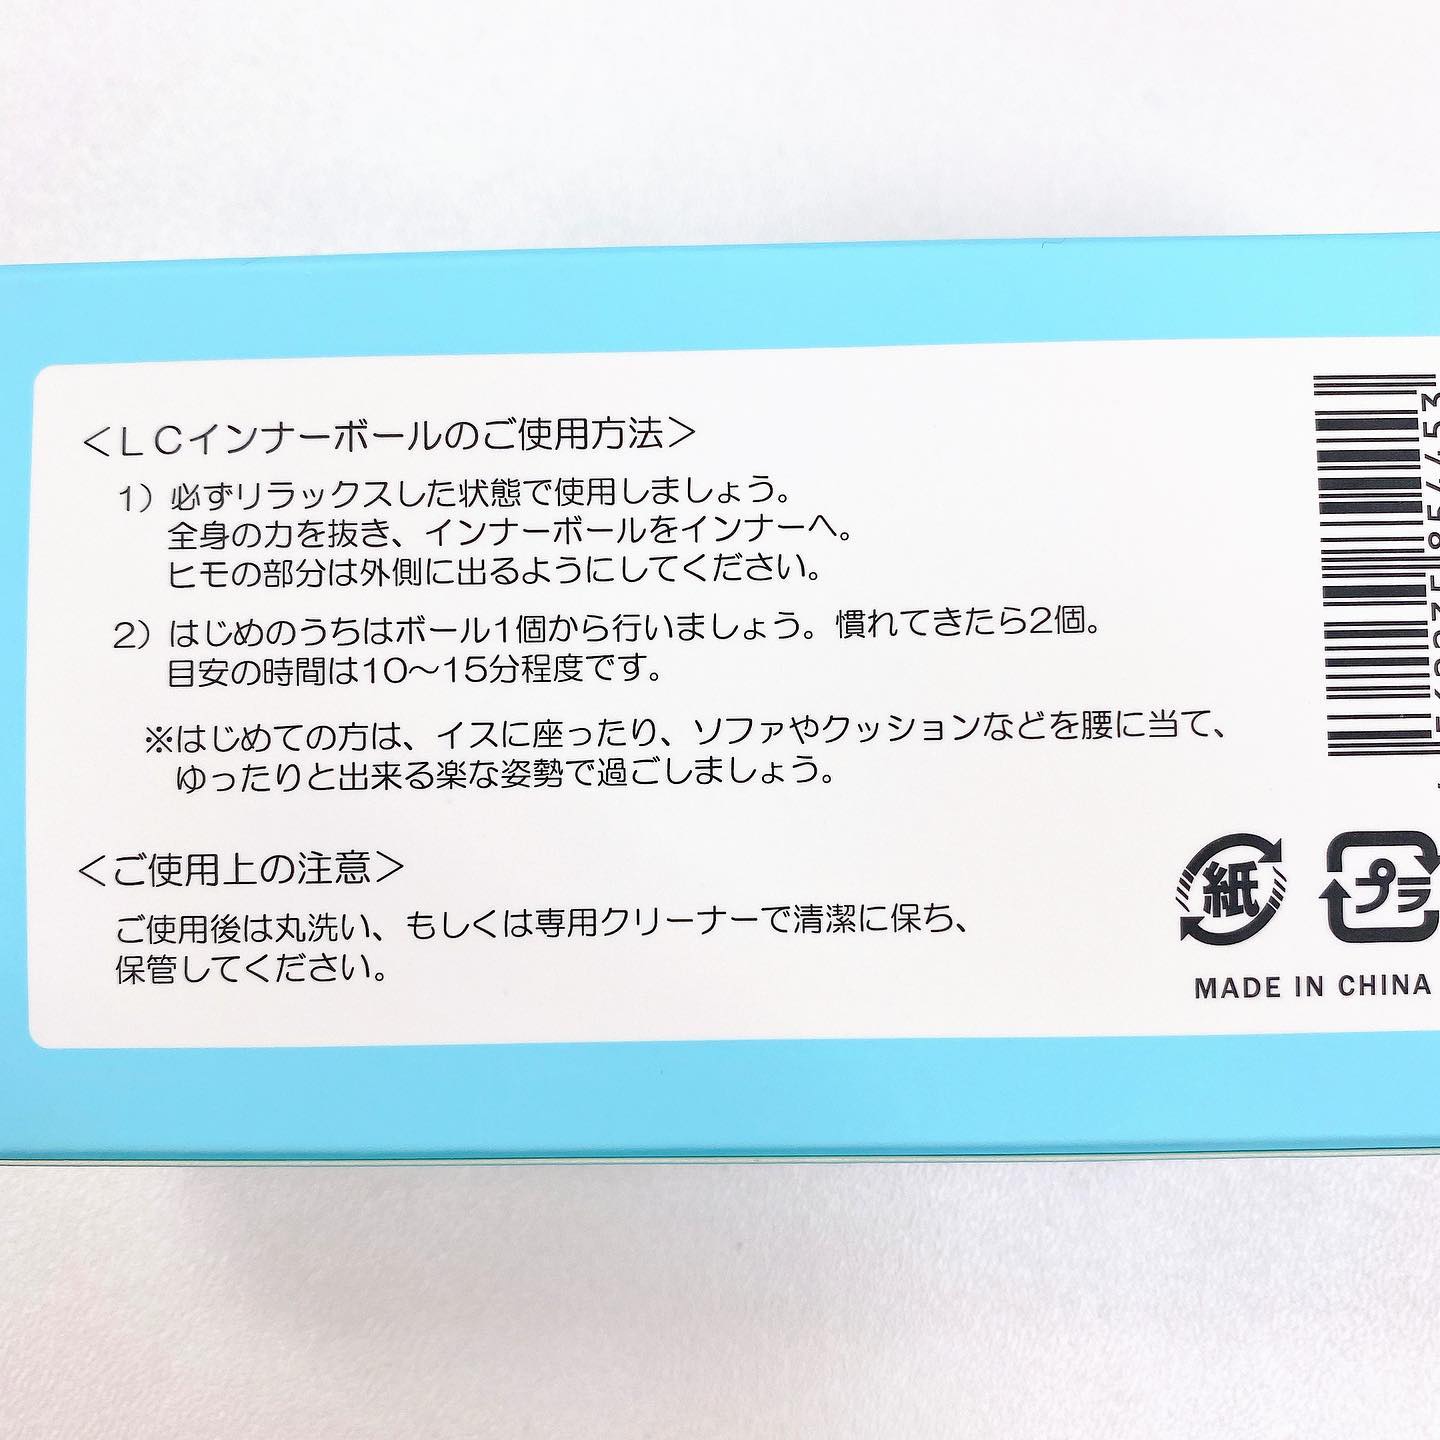 ＜ＬＣインナーボールのご使用方法＞
1）必ずリラックスした状態で使用しましょう。
全身の力を抜き、インナーボールをインナーへ。
ヒモの部分は外側に出るようにしてください。
2）はじめのうちはボール1個から行いましょう。慣れてきたら2個。
目安の時間は10～15分程度です。
※はじめての方は、イスに座ったり、ソファやクッションなどを腰に当て、
ゆったりと出来る楽な姿勢で過ごしましょう。
＜ご使用上の注意＞
ご使用後は丸洗い、もしくは専用クリーナーで清潔に保ち、
保管してください。
紙
プラ
MADE IN CHINA